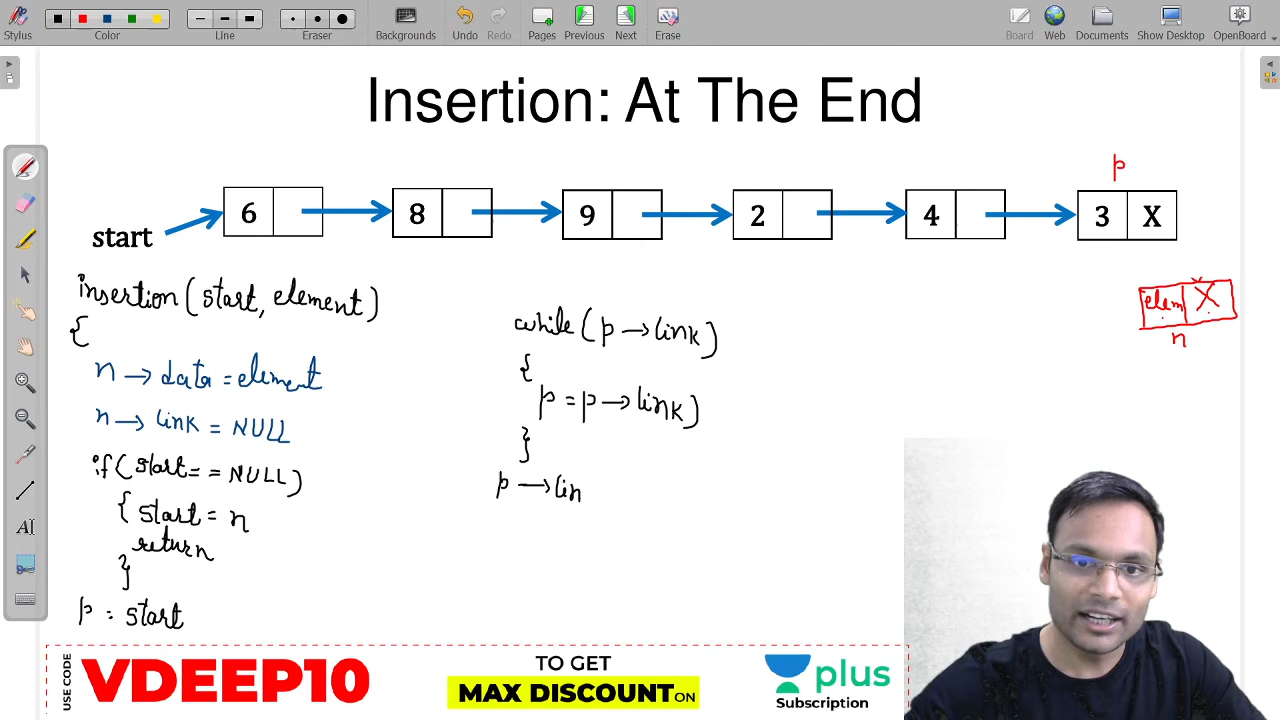 Stylus
Color
Line
Eraser
Backgrounds
Undo
Redo
Pages
Previous
Next
Erase
Board
Web
Documents
Show Desktop
OpenBoard
Insertion: At The End
p
start
6
8
9
2
4
3 X
elem X
n
insertion(start, element)
{
n → data = element
n → link = NULL
if(start == NULL)
{ start = n
return
}
p = start
while(p → link)
{
p = p → link)
}
p → lin
AI
USE CODE
VDEEP10
TO GET
MAX DISCOUNT ON
plus
Subscription